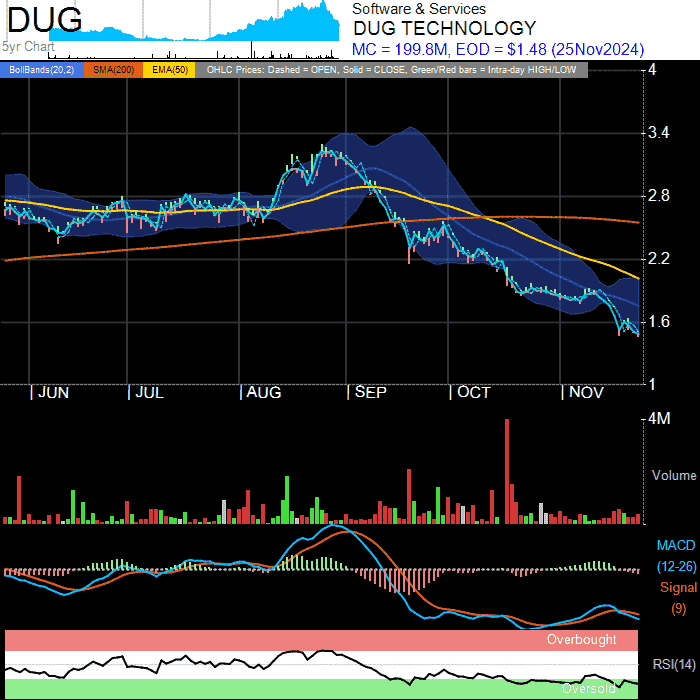 DUG
5yr Chart
Software & Services
DUG TECHNOLOGY
MC = 199.8M, EOD = $1.48 (25Nov2024)
BollBands(20,2) SMA(200) EMA(50) OHLC Prices: Dashed = OPEN, Solid = CLOSE, Green/Red bars = Intra-day HIGH/LOW
4
3.4
2.8
2.2
1.6
1
| JUN | JUL | AUG | SEP | OCT | NOV
4M
Volume
MACD
(12-26)
Signal
(9)
Overbought
RSI(14)
Oversold